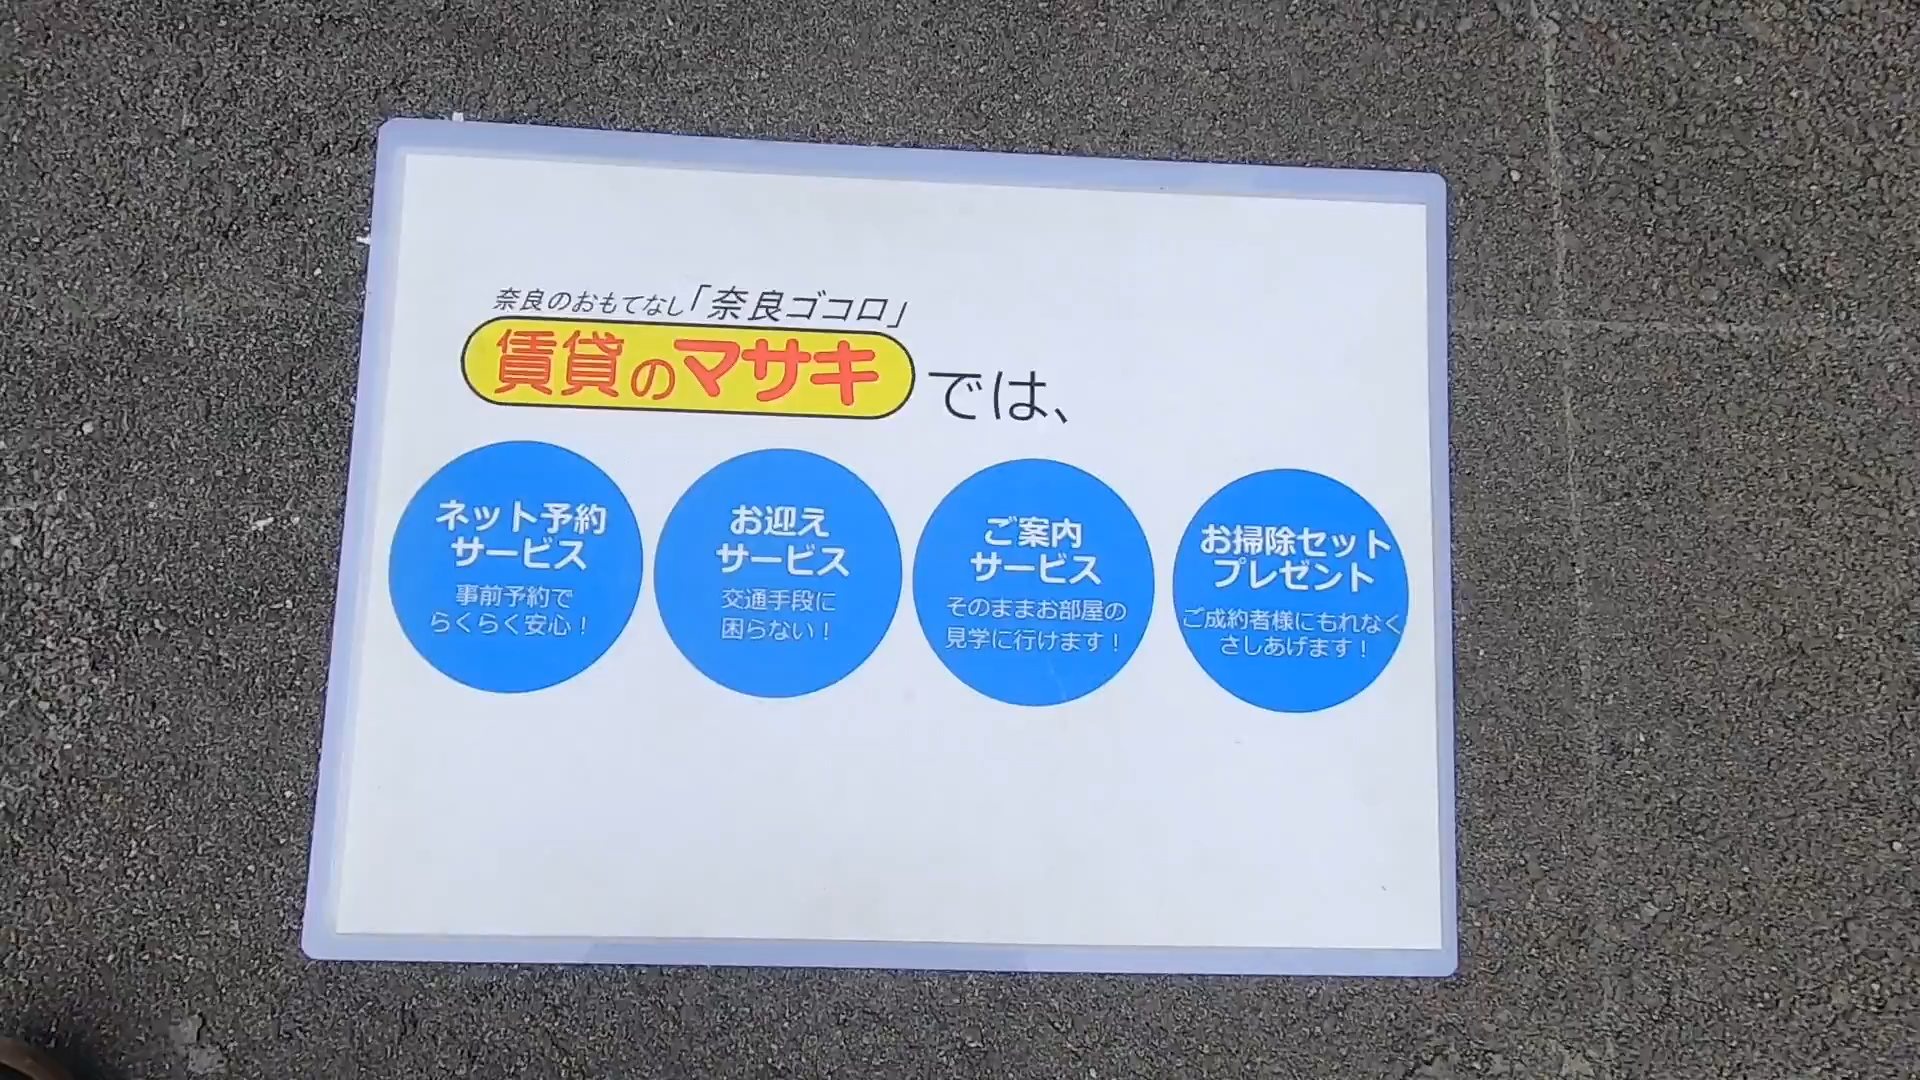 奈良のおもてなし「奈良ゴコロ」
賃貸のマサキでは、
ネット予約
サービス
事前予約で
らくらく安心！
お迎え
サービス
交通手段に
困らない！
ご案内
サービス
そのままお部屋の
見学に行けます！
お掃除セット
プレゼント
ご成約者様にもれなく
さしあげます！